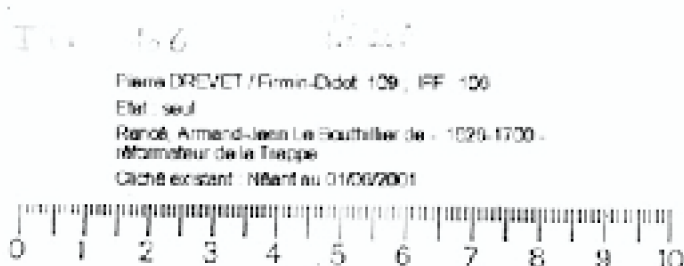 Pierre DREVET / Firmin-Didot 109 , IFF 106
Etat : seul
Rancé, Armand-Jean Le Bouthillier de - 1626-1700 -
réformateur de la Trappe
Cliché existant : Néant au 01/06/2001
0 1 2 3 4 5 6 7 8 9 10